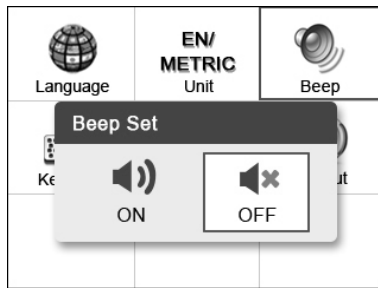 EN/
METRIC
Language
Unit
Beep
Beep Set
ON
OFF